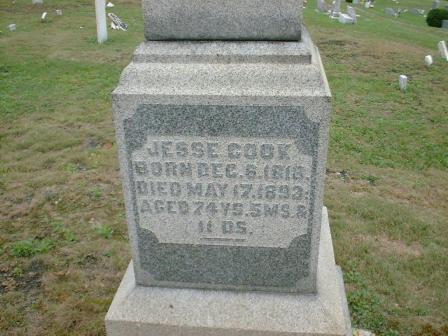 JESSE COOK
BORN DEC. 6. 1818.
DIED MAY 17. 1893.
AGED 74 YS. 5 MS. &
11 DS.